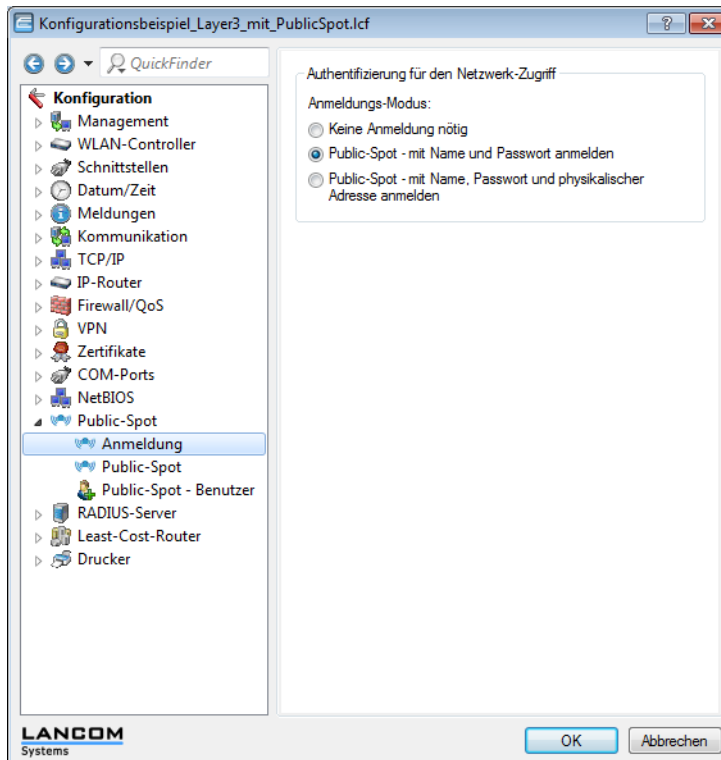 Konfigurationsbeispiel_Layer3_mit_PublicSpot.lcf
QuickFinder
Konfiguration
Management
WLAN-Controller
Schnittstellen
Datum/Zeit
Meldungen
Kommunikation
TCP/IP
IP-Router
Firewall/QoS
VPN
Zertifikate
COM-Ports
NetBIOS
Public-Spot
Anmeldung
Public-Spot
Public-Spot - Benutzer
RADIUS-Server
Least-Cost-Router
Drucker
Authentifizierung für den Netzwerk-Zugriff
Anmeldungs-Modus:
Keine Anmeldung nötig
Public-Spot - mit Name und Passwort anmelden
Public-Spot - mit Name, Passwort und physikalischer
Adresse anmelden
LANCOM
Systems
OK
Abbrechen